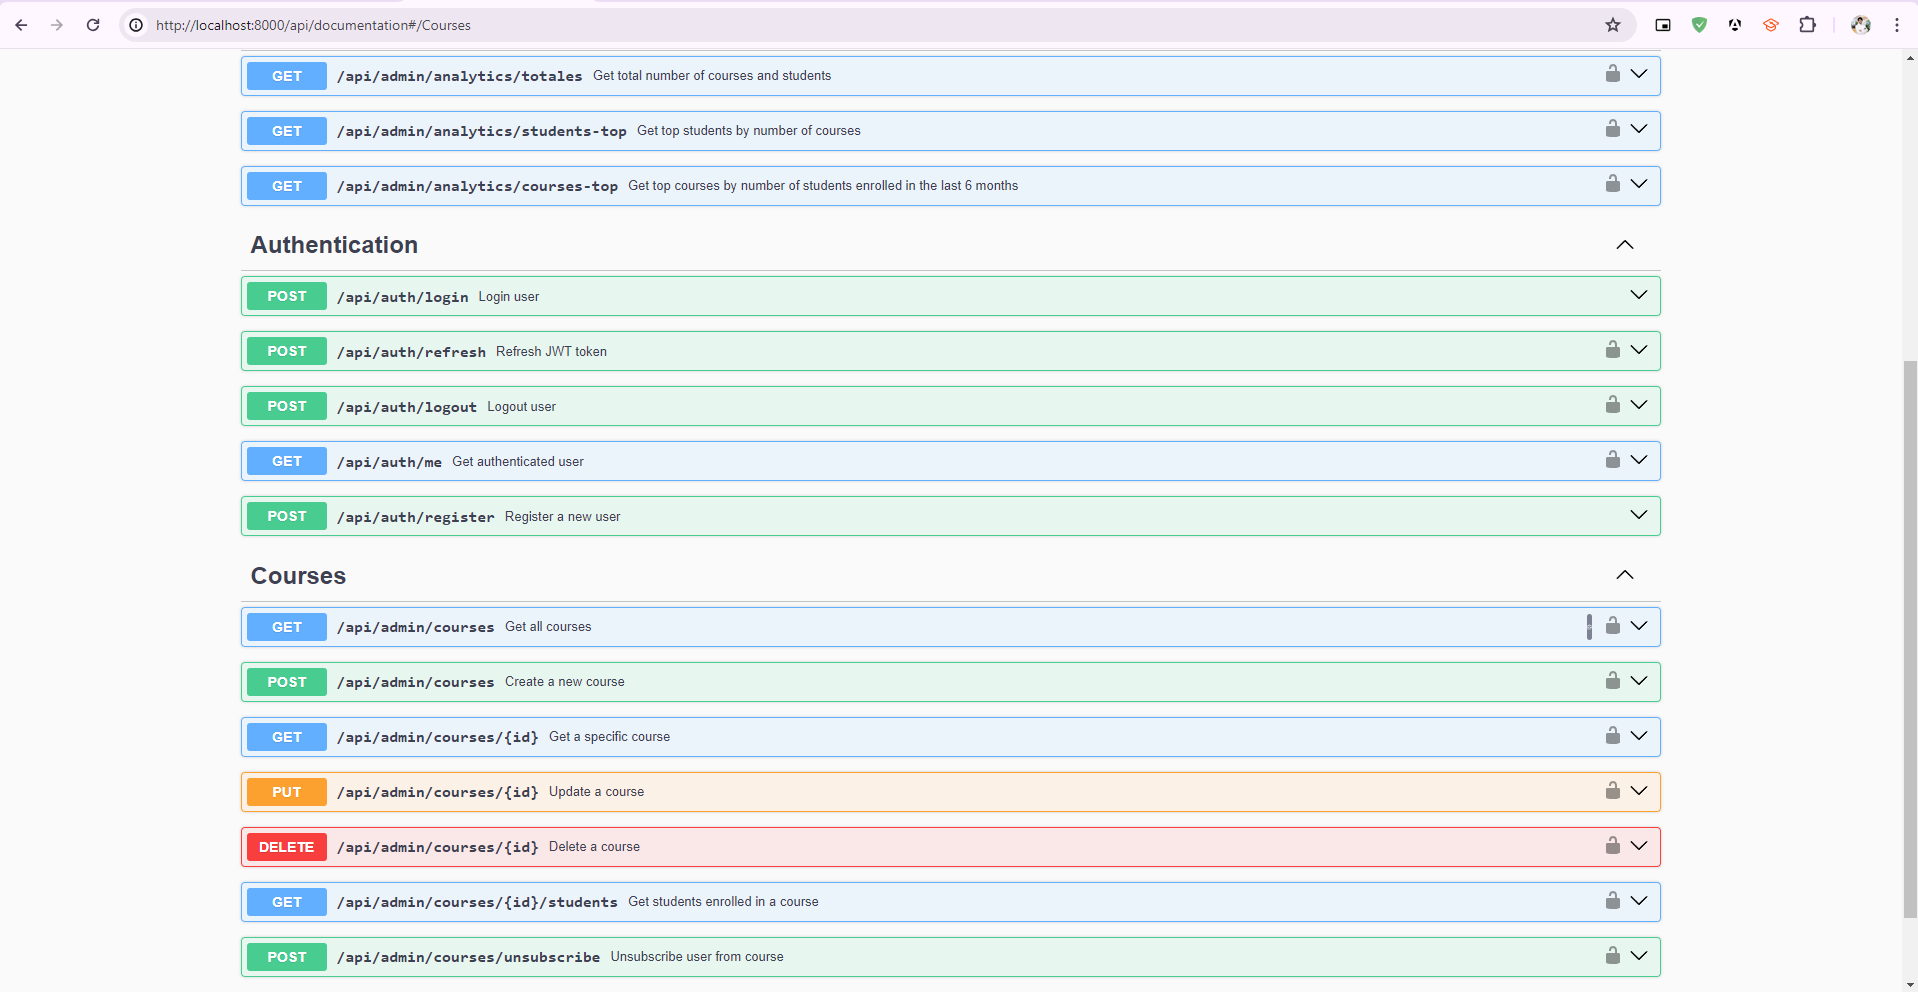 http://localhost:8000/api/documentation#/Courses
GET /api/admin/analytics/totales Get total number of courses and students
GET /api/admin/analytics/students-top Get top students by number of courses
GET /api/admin/analytics/courses-top Get top courses by number of students enrolled in the last 6 months
Authentication
POST /api/auth/login Login user
POST /api/auth/refresh Refresh JWT token
POST /api/auth/logout Logout user
GET /api/auth/me Get authenticated user
POST /api/auth/register Register a new user
Courses
GET /api/admin/courses Get all courses
POST /api/admin/courses Create a new course
GET /api/admin/courses/{id} Get a specific course
PUT /api/admin/courses/{id} Update a course
DELETE /api/admin/courses/{id} Delete a course
GET /api/admin/courses/{id}/students Get students enrolled in a course
POST /api/admin/courses/unsubscribe Unsubscribe user from course